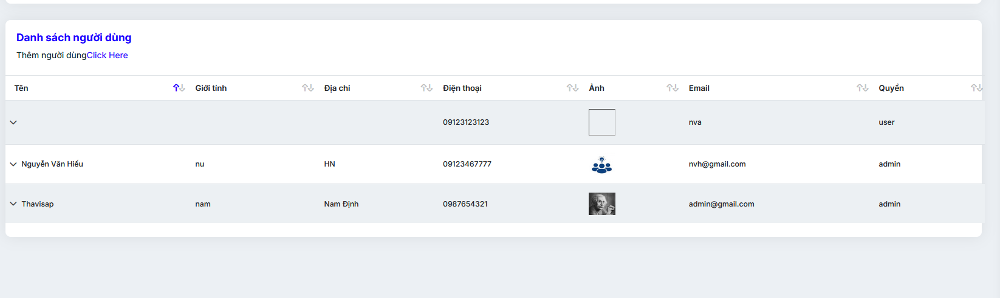 Danh sách người dùng
Thêm người dùngClick Here
Tên Giới tính Địa chỉ Điện thoại Ảnh Email Quyền
09123123123 nva user
Nguyễn Văn Hiếu nu HN 09123467777 nvh@gmail.com admin
Thavisap nam Nam Định 0987654321 admin@gmail.com admin